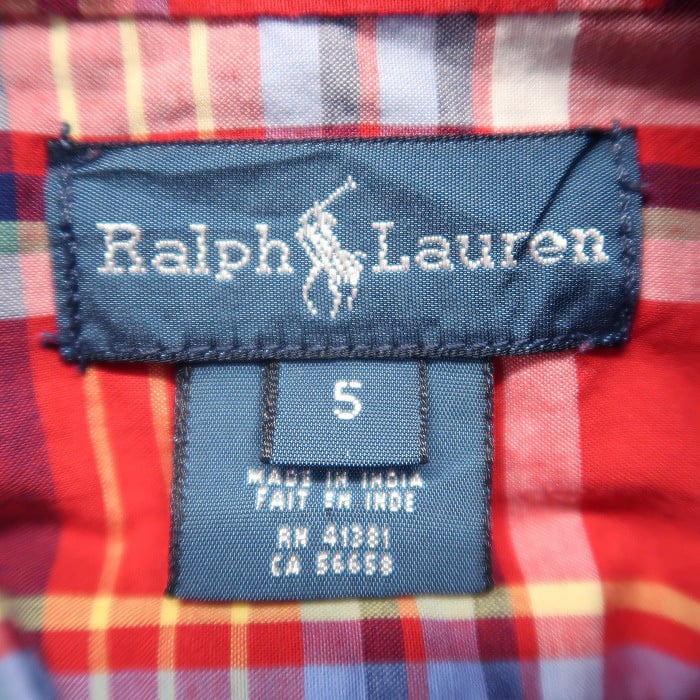 Ralph Lauren
5
MADE IN INDIA
FAIT EN INDE
RN 41381
CA 56658